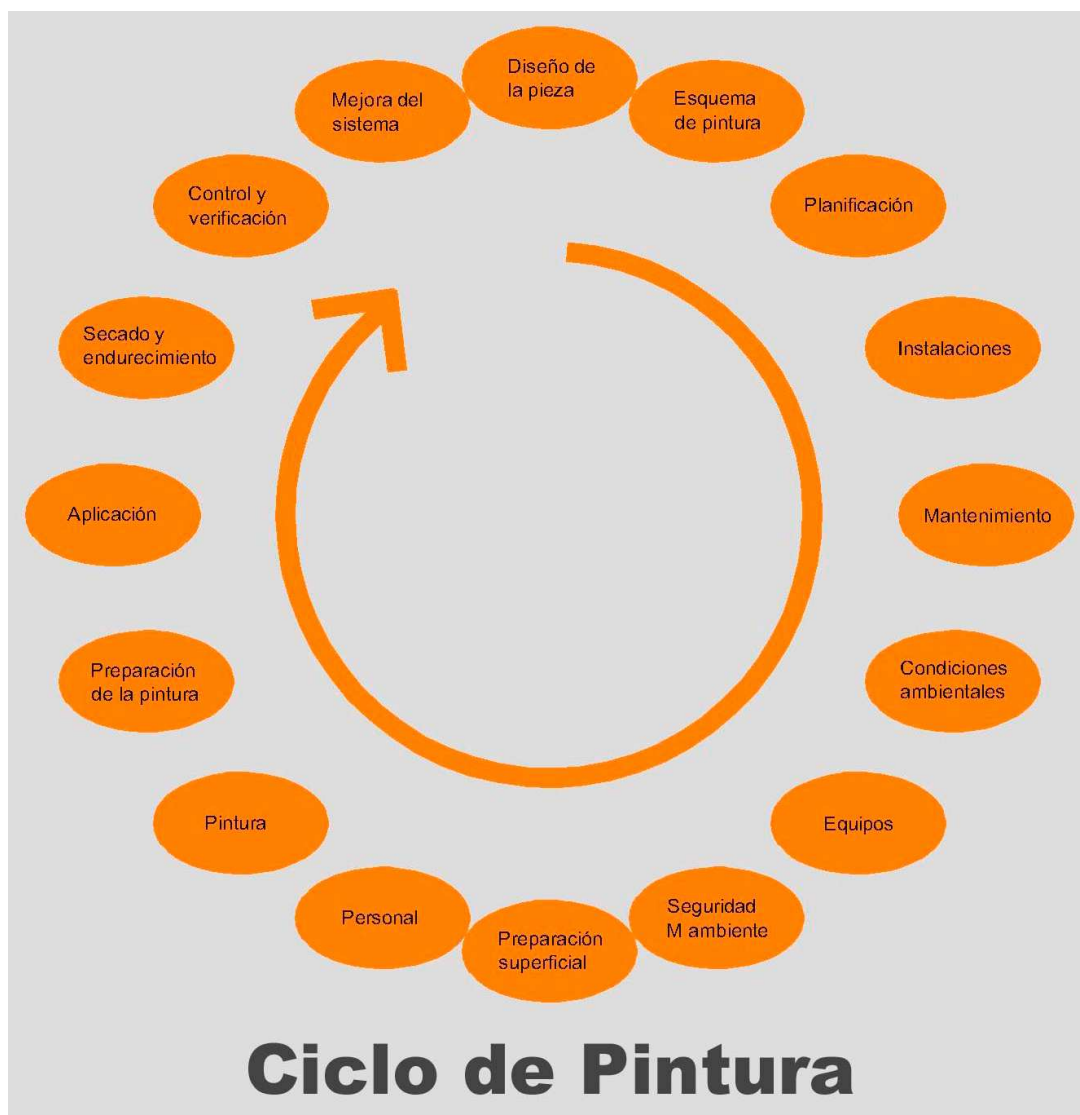 Diseño de
la pieza
Esquema
de pintura
Planificación
Instalaciones
Mantenimiento
Condiciones
ambientales
Equipos
Seguridad
M ambiente
Preparación
superficial
Personal
Pintura
Preparación
de la pintura
Aplicación
Secado y
endurecimiento
Control y
verificación
Mejora del
sistema
Ciclo de Pintura